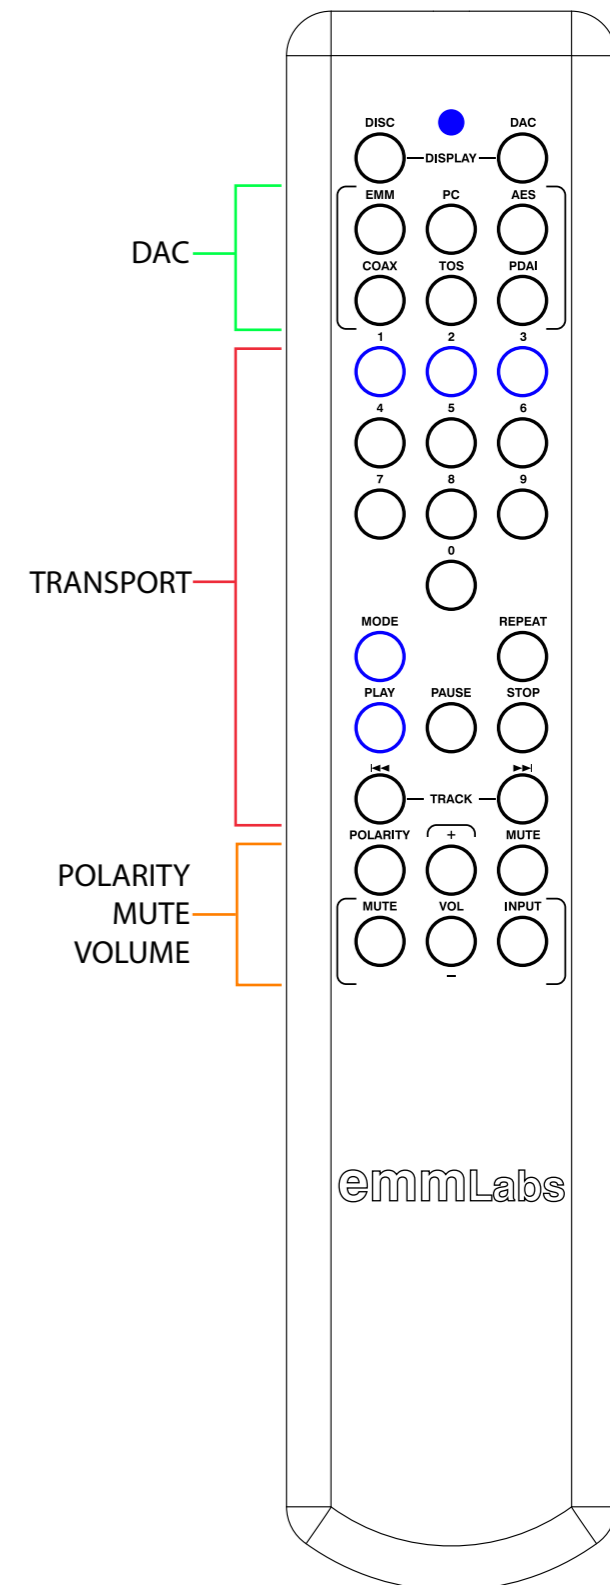 DISC DAC
DISPLAY
DAC
EMM PC AES
COAX TOS PDAI
1 2 3
4 5 6
7 8 9
0
TRANSPORT
MODE REPEAT
PLAY PAUSE STOP
TRACK
POLARITY + MUTE
POLARITY
MUTE
VOLUME
MUTE VOL INPUT
–
emmLabs